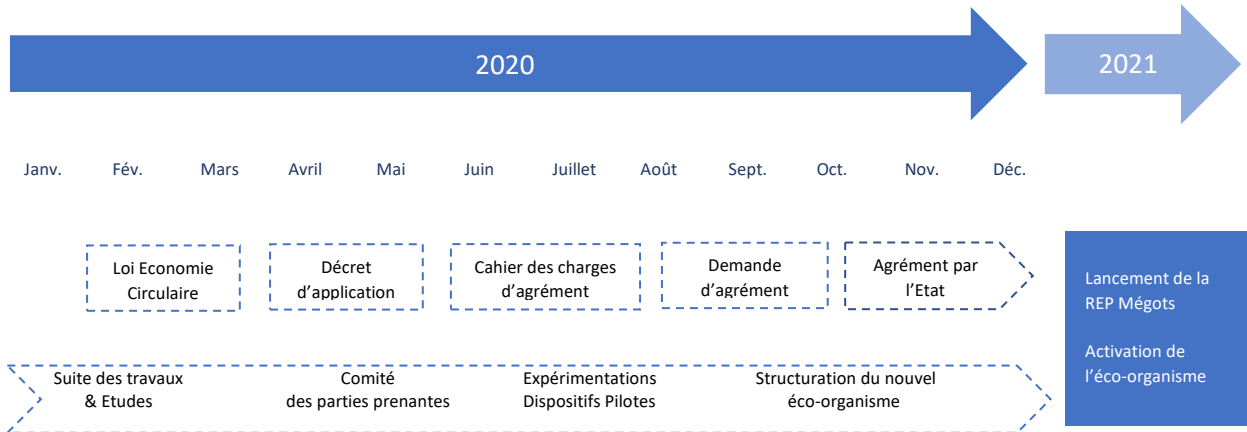 2020
2021
Janv. Fév. Mars Avril Mai Juin Juillet Août Sept. Oct. Nov. Déc.
Loi Economie
Circulaire
Décret
d’application
Cahier des charges
d’agrément
Demande
d’agrément
Agrément par
l’Etat
Lancement de la
REP Mégots
Activation de
l’éco-organisme
Suite des travaux
& Etudes
Comité
des parties prenantes
Expérimentations
Dispositifs Pilotes
Structuration du nouvel
éco-organisme